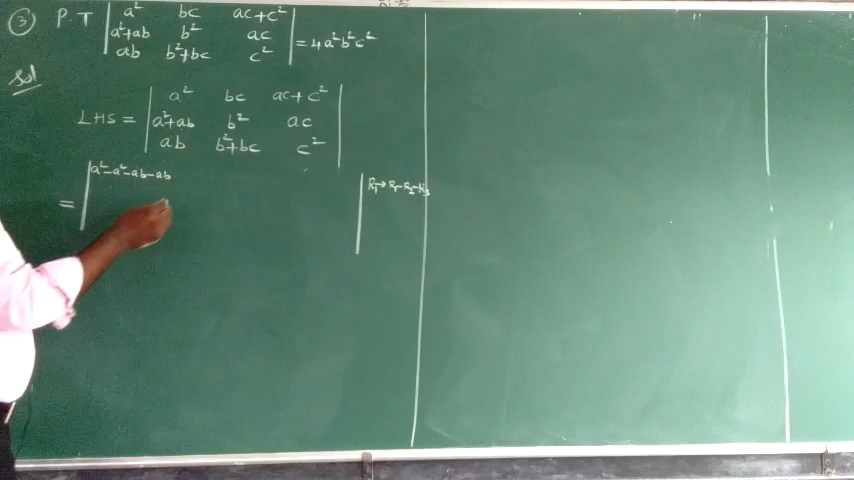 ③ P.T | a² bc ac+c² |
| a²+ab b² ac | = 4a²b²c²
| ab b²+bc c² |
Sol
| a² bc ac+c² |
LHS = | a²+ab b² ac |
| ab b²+bc c² |
= | a²-a²-ab-ab | R₁→R₁-R₂-R₃